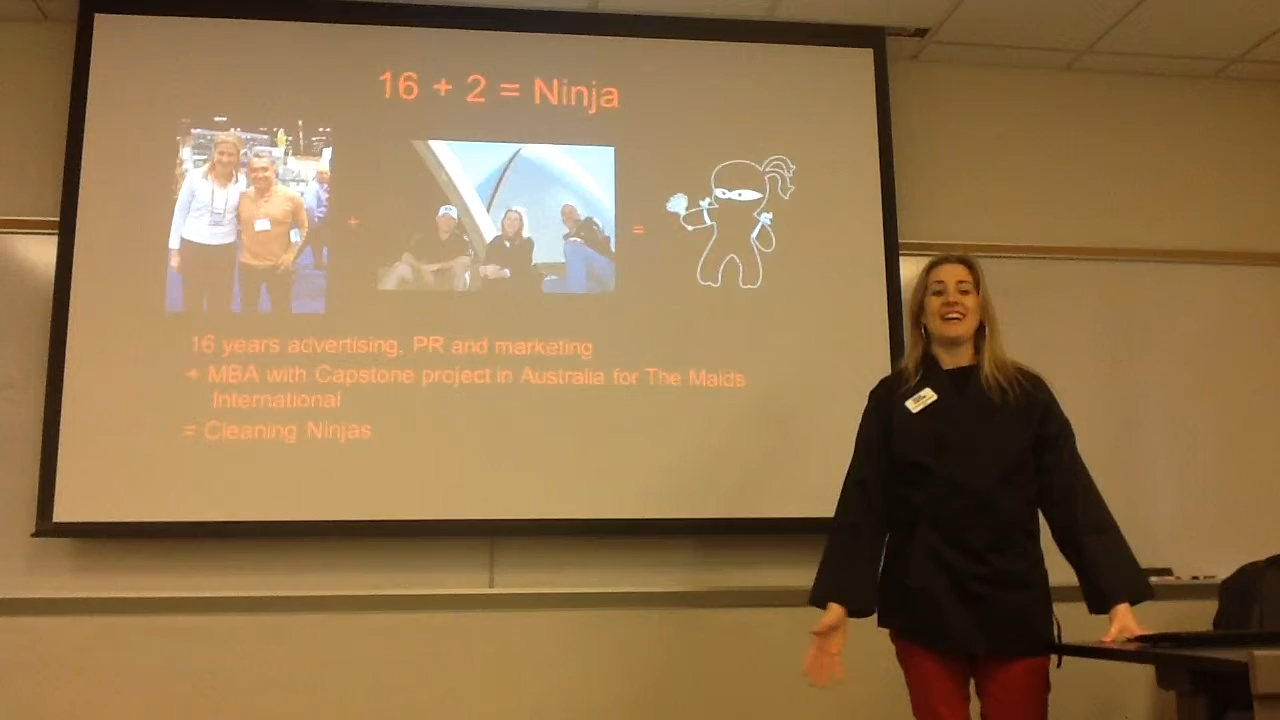 16 + 2 = Ninja
+
=
16 years advertising, PR and marketing
+ MBA with Capstone project in Australia for The Maids
International
= Cleaning Ninjas